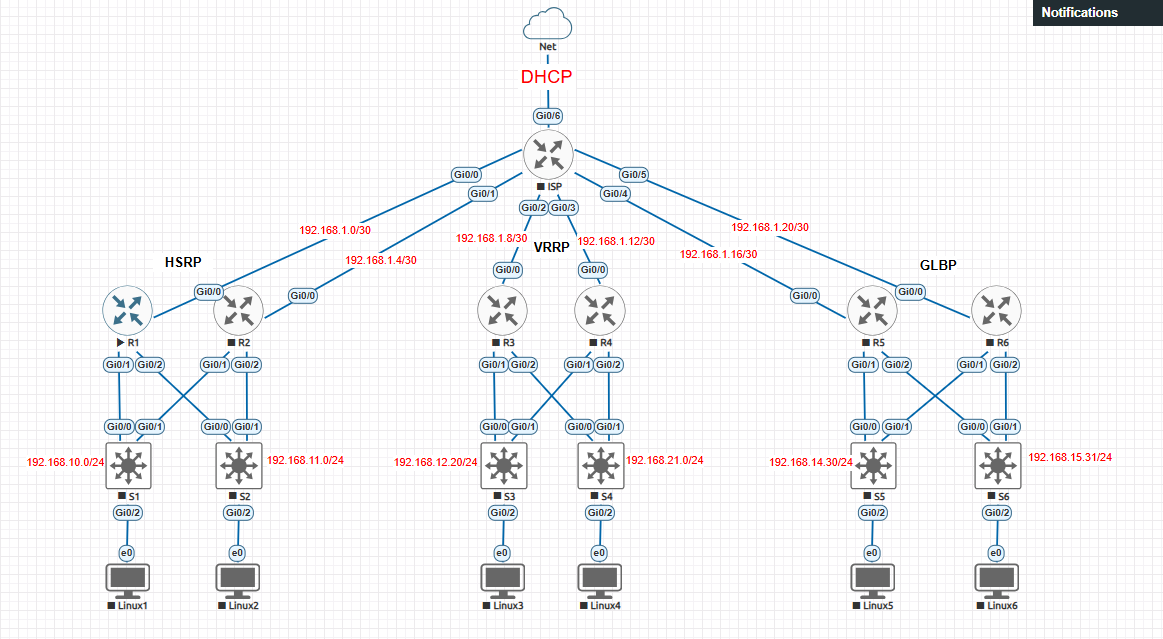 Notifications
Net
DHCP
Gi0/6
ISP
Gi0/0
Gi0/5
Gi0/1
Gi0/4
Gi0/2
Gi0/3
192.168.1.0/30
192.168.1.4/30
192.168.1.8/30
192.168.1.12/30
192.168.1.16/30
192.168.1.20/30
HSRP
VRRP
GLBP
Gi0/0
Gi0/0
Gi0/0
Gi0/0
Gi0/0
Gi0/0
R1
R2
R3
R4
R5
R6
Gi0/1
Gi0/2
Gi0/1
Gi0/2
Gi0/1
Gi0/2
Gi0/1
Gi0/2
Gi0/1
Gi0/2
Gi0/1
Gi0/2
Gi0/0
Gi0/1
Gi0/0
Gi0/1
Gi0/0
Gi0/1
Gi0/0
Gi0/1
Gi0/0
Gi0/1
Gi0/0
Gi0/1
192.168.10.0/24
192.168.11.0/24
192.168.12.20/24
192.168.21.0/24
192.168.14.30/24
192.168.15.31/24
S1
S2
S3
S4
S5
S6
Gi0/2
Gi0/2
Gi0/2
Gi0/2
Gi0/2
Gi0/2
e0
e0
e0
e0
e0
e0
Linux1
Linux2
Linux3
Linux4
Linux5
Linux6